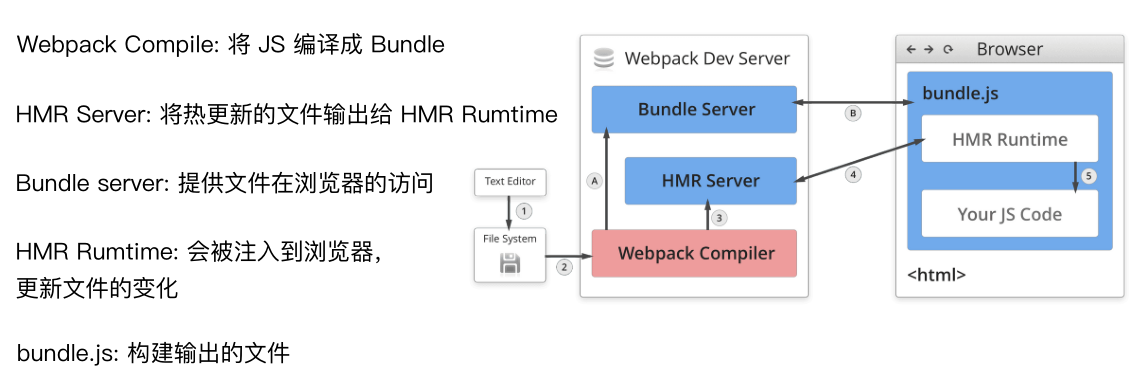 Webpack Compile: 将 JS 编译成 Bundle
HMR Server: 将热更新的文件输出给 HMR Rumtime
Bundle server: 提供文件在浏览器的访问
HMR Rumtime: 会被注入到浏览器,
更新文件的变化
bundle.js: 构建输出的文件
Text Editor
1
File System
2
Webpack Dev Server
Bundle Server
A
HMR Server
3
Webpack Compiler
B
4
Browser
bundle.js
HMR Runtime
5
Your JS Code
<html>